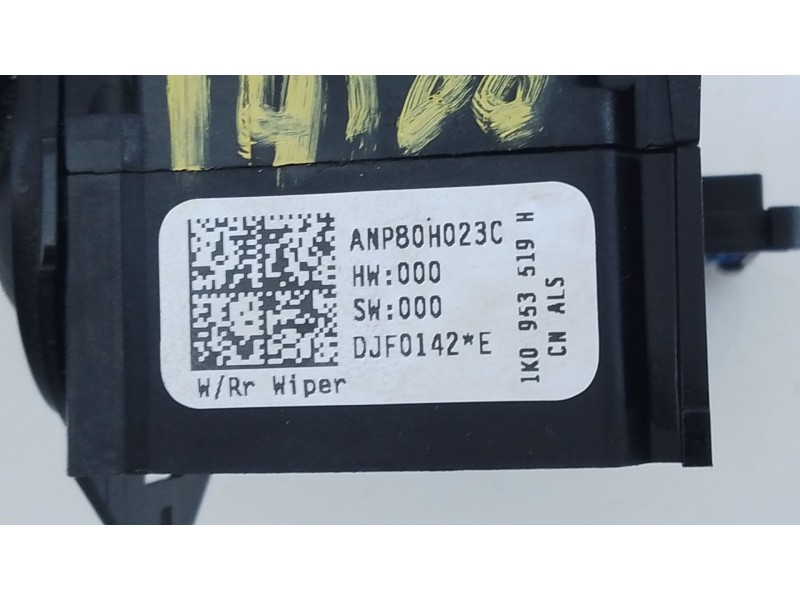 ANP80H023C
HW:000
SW:000
DJF0142*E
W/Rr Wiper
1K0 953 519 H
CN ALS